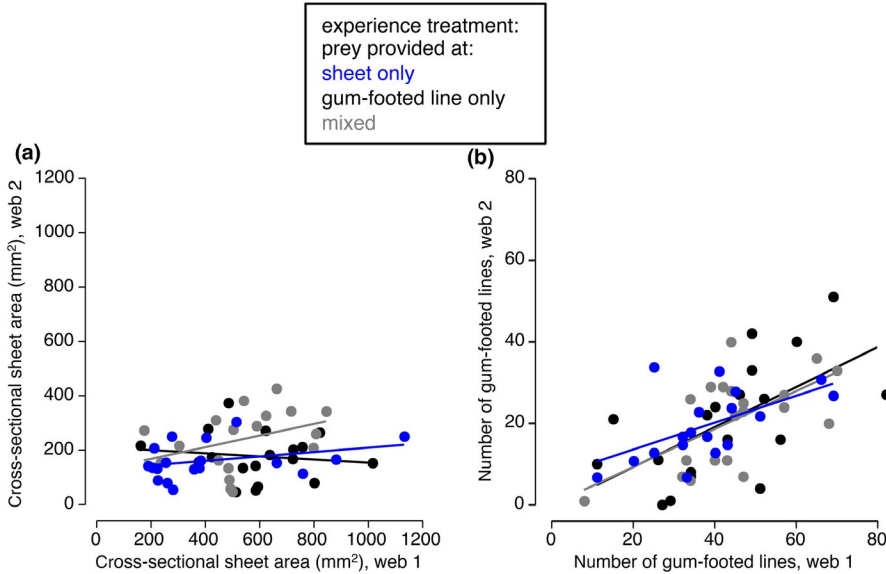 experience treatment:
prey provided at:
sheet only
gum-footed line only
mixed
(a)
Cross-sectional sheet area (mm²), web 2
1200
1000
800
600
400
200
0
0 200 400 600 800 1000 1200
Cross-sectional sheet area (mm²), web 1
(b)
Number of gum-footed lines, web 2
80
60
40
20
0
0 20 40 60 80
Number of gum-footed lines, web 1